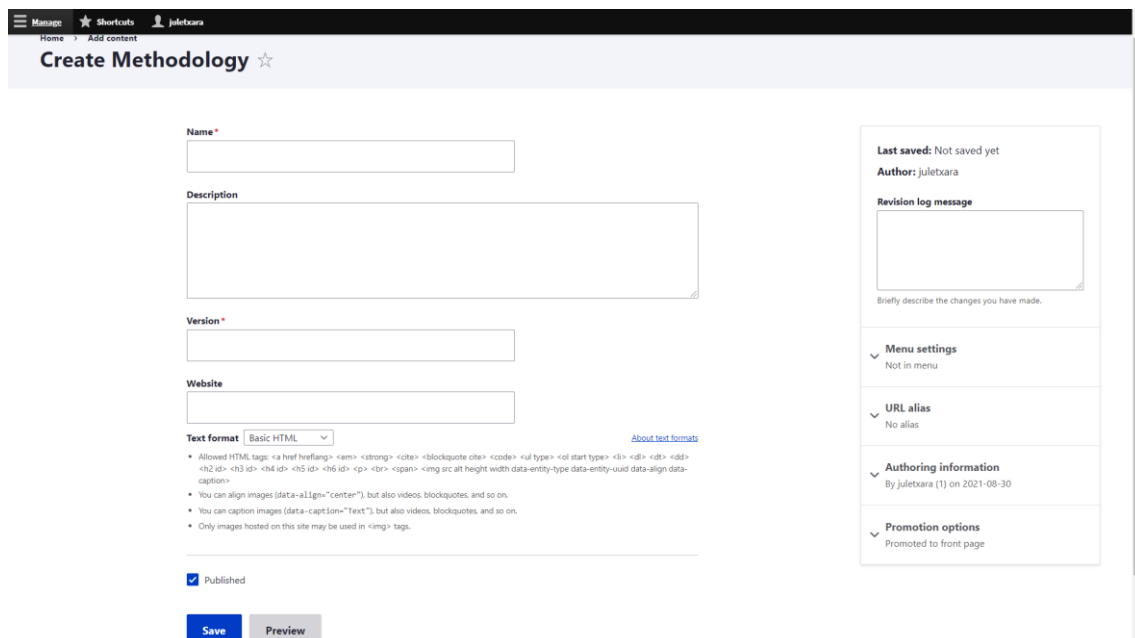 Manage Shortcuts juletxara
Home > Add content
Create Methodology
Name*
Description
Version*
Website
Text format Basic HTML About text formats
• Allowed HTML tags: <a href hreflang> <em> <strong> <cite> <blockquote cite> <code> <ul type> <ol start type> <li> <dl> <dt> <dd>
<h2 id> <h3 id> <h4 id> <h5 id> <h6 id> <p> <br> <span> <img src alt height width data-entity-type data-entity-uuid data-align data-
caption>
• You can align images (data-align="center"), but also videos, blockquotes, and so on.
• You can caption images (data-caption="Text"), but also videos, blockquotes, and so on.
• Only images hosted on this site may be used in <img> tags.
Published
Save Preview
Last saved: Not saved yet
Author: juletxara
Revision log message
Briefly describe the changes you have made.
Menu settings
Not in menu
URL alias
No alias
Authoring information
By juletxara (1) on 2021-08-30
Promotion options
Promoted to front page